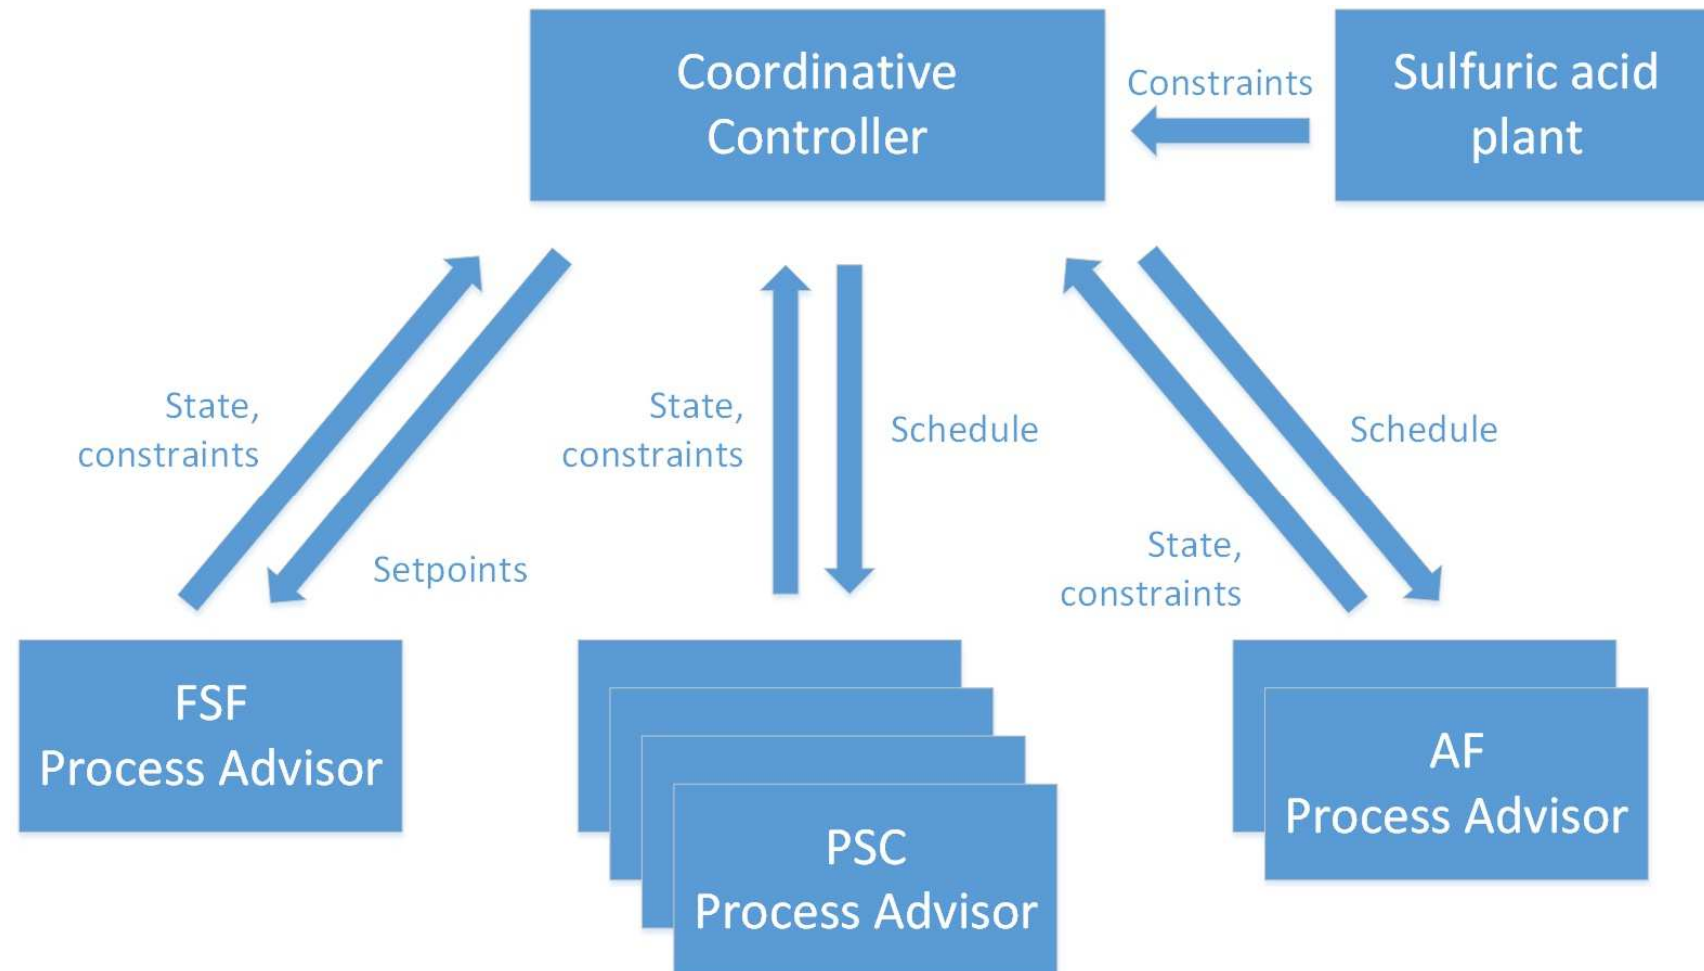 Coordinative
Controller
Constraints
Sulfuric acid
plant
State,
constraints
Setpoints
State,
constraints
Schedule
State,
constraints
Schedule
FSF
Process Advisor
PSC
Process Advisor
AF
Process Advisor